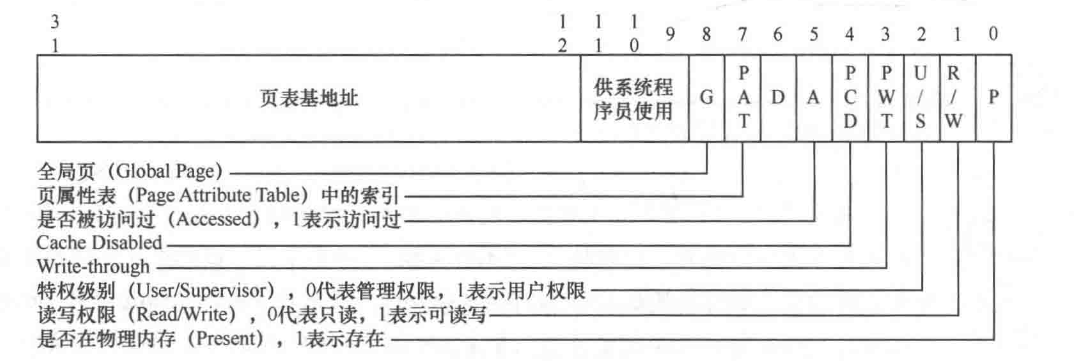 3 1 1 1
1 2 1 0 9 8 7 6 5 4 3 2 1 0
页表基地址 供系统程序员使用 G PAT D A PCD PWT U/S R/W P
全局页（Global Page）
页属性表（Page Attribute Table）中的索引
是否被访问过（Accessed），1表示访问过
Cache Disabled
Write-through
特权级别（User/Supervisor），0代表管理权限，1表示用户权限
读写权限（Read/Write），0代表只读，1表示可读写
是否在物理内存（Present），1表示存在